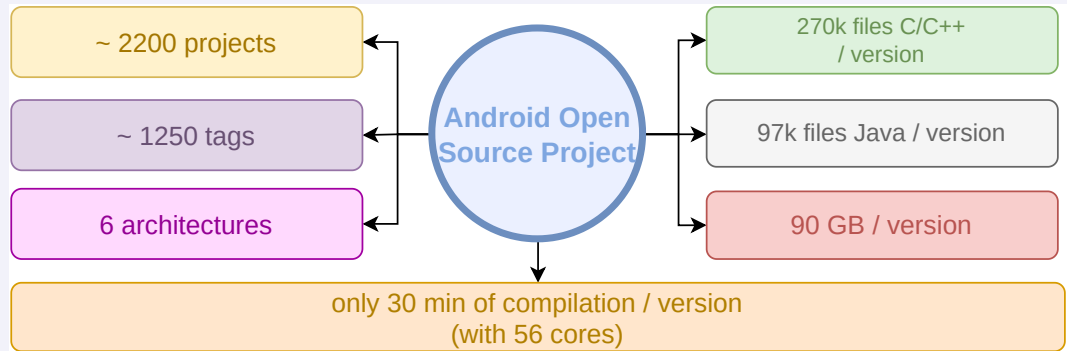 ~ 2200 projects
~ 1250 tags
6 architectures
Android Open
Source Project
270k files C/C++
/ version
97k files Java / version
90 GB / version
only 30 min of compilation / version
(with 56 cores)